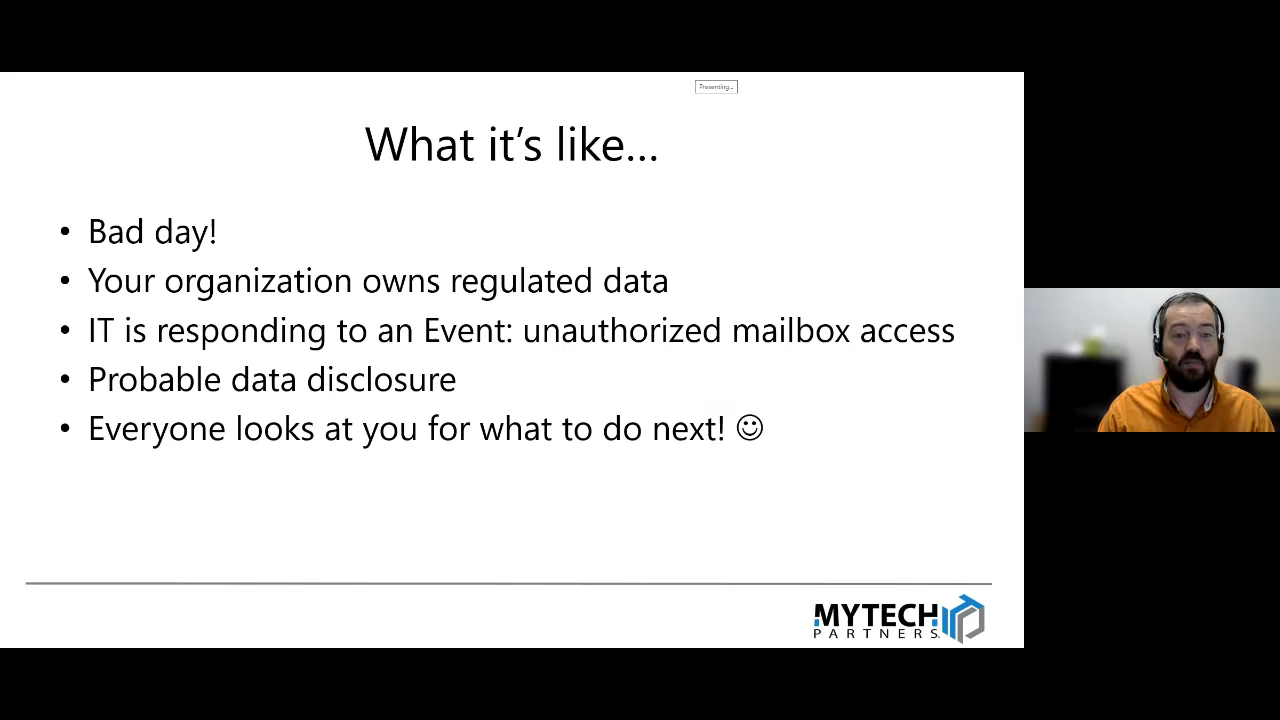 Presenting...
What it's like...
• Bad day!
• Your organization owns regulated data
• IT is responding to an Event: unauthorized mailbox access
• Probable data disclosure
• Everyone looks at you for what to do next! ☺
MYTECH
PARTNERS